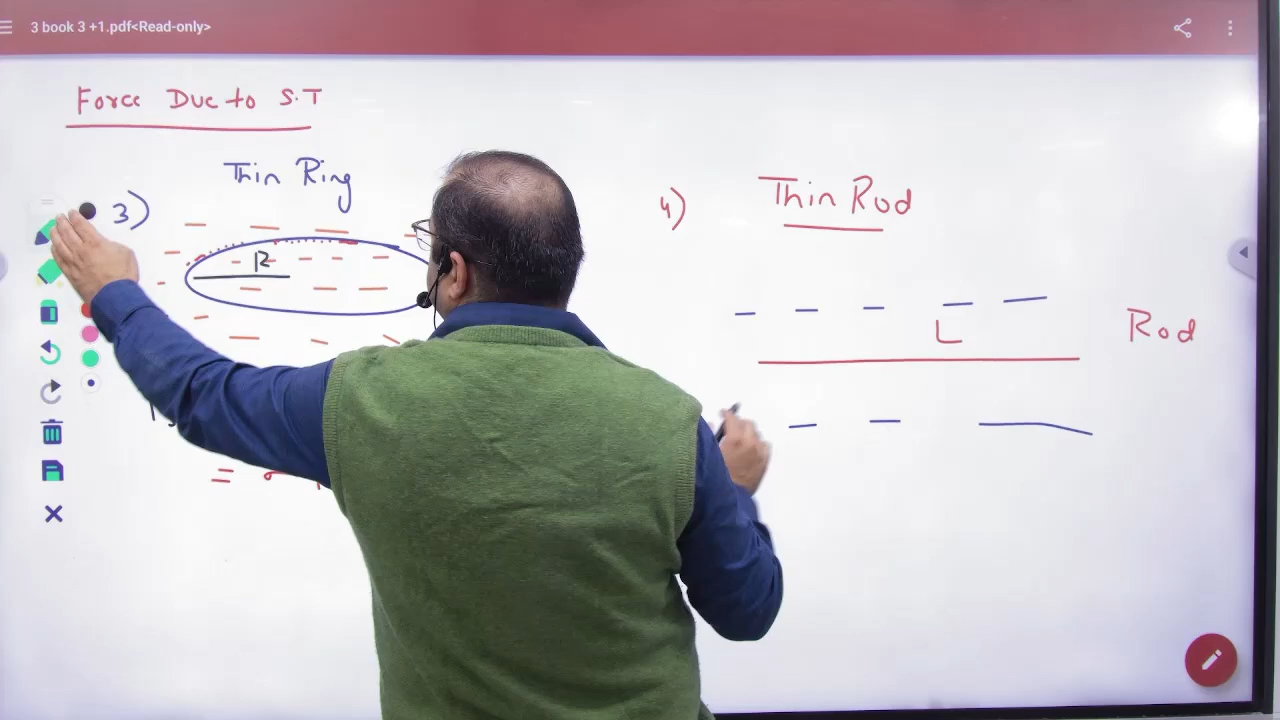 3 book 3 +1.pdf<Read-only>
Force Due to S.T
Thin Ring
3)
R
4) Thin Rod
L
Rod